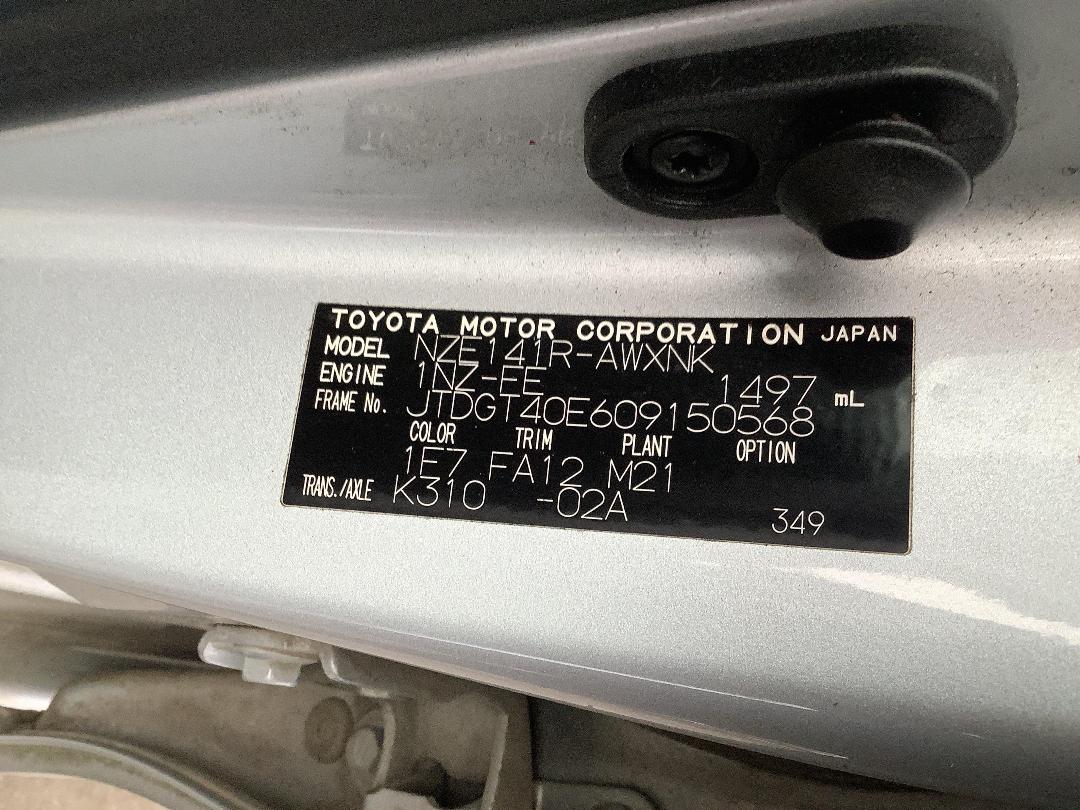 TOYOTA MOTOR CORPORATION JAPAN
MODEL NZE141R-AWXNK
ENGINE 1NZ-FE 1497 mL
FRAME No. JTDGT40E609150568
COLOR TRIM PLANT OPTION
1E7 FA12 M21
TRANS./AXLE K310 -02A 349